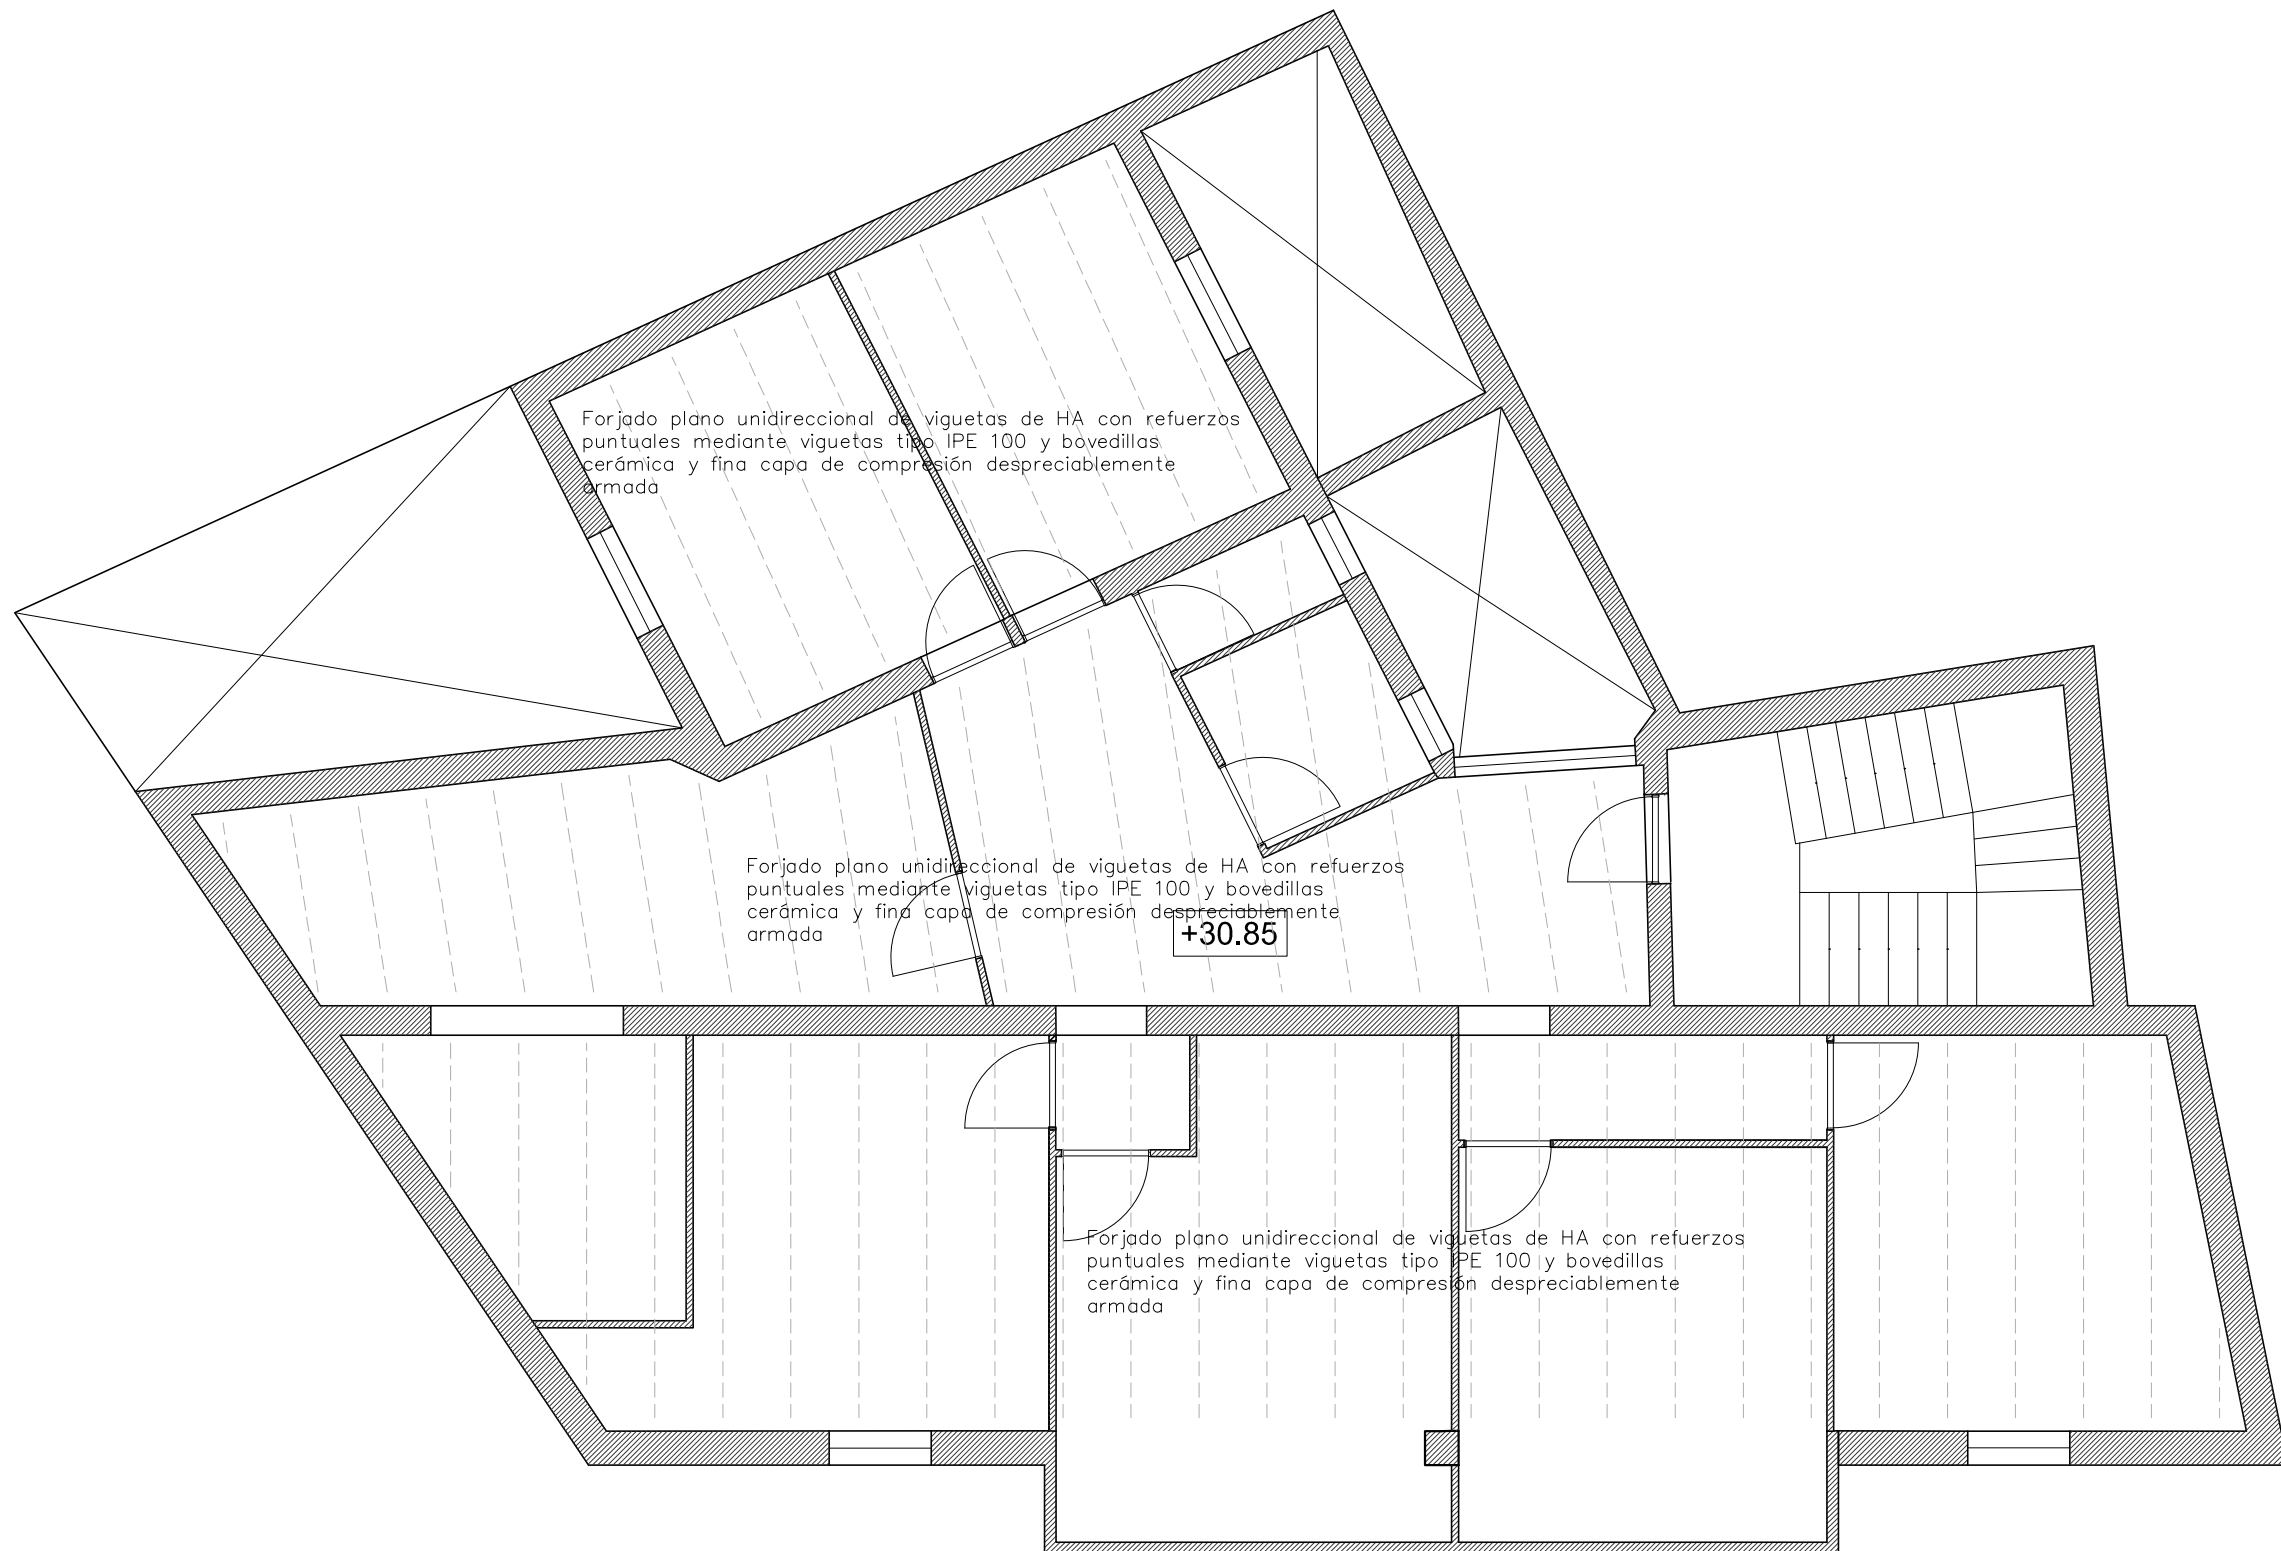 Forjado plano unidireccional de viguetas de HA con refuerzos
puntuales mediante viguetas tipo IPE 100 y bovedillas
cerámica y fina capa de compresión despreciablemente
armada
Forjado plano unidireccional de viguetas de HA con refuerzos
puntuales mediante viguetas tipo IPE 100 y bovedillas
cerámica y fina capa de compresión despreciablemente
armada
+30.85
Forjado plano unidireccional de viguetas de HA con refuerzos
puntuales mediante viguetas tipo IPE 100 y bovedillas
cerámica y fina capa de compresión despreciablemente
armada